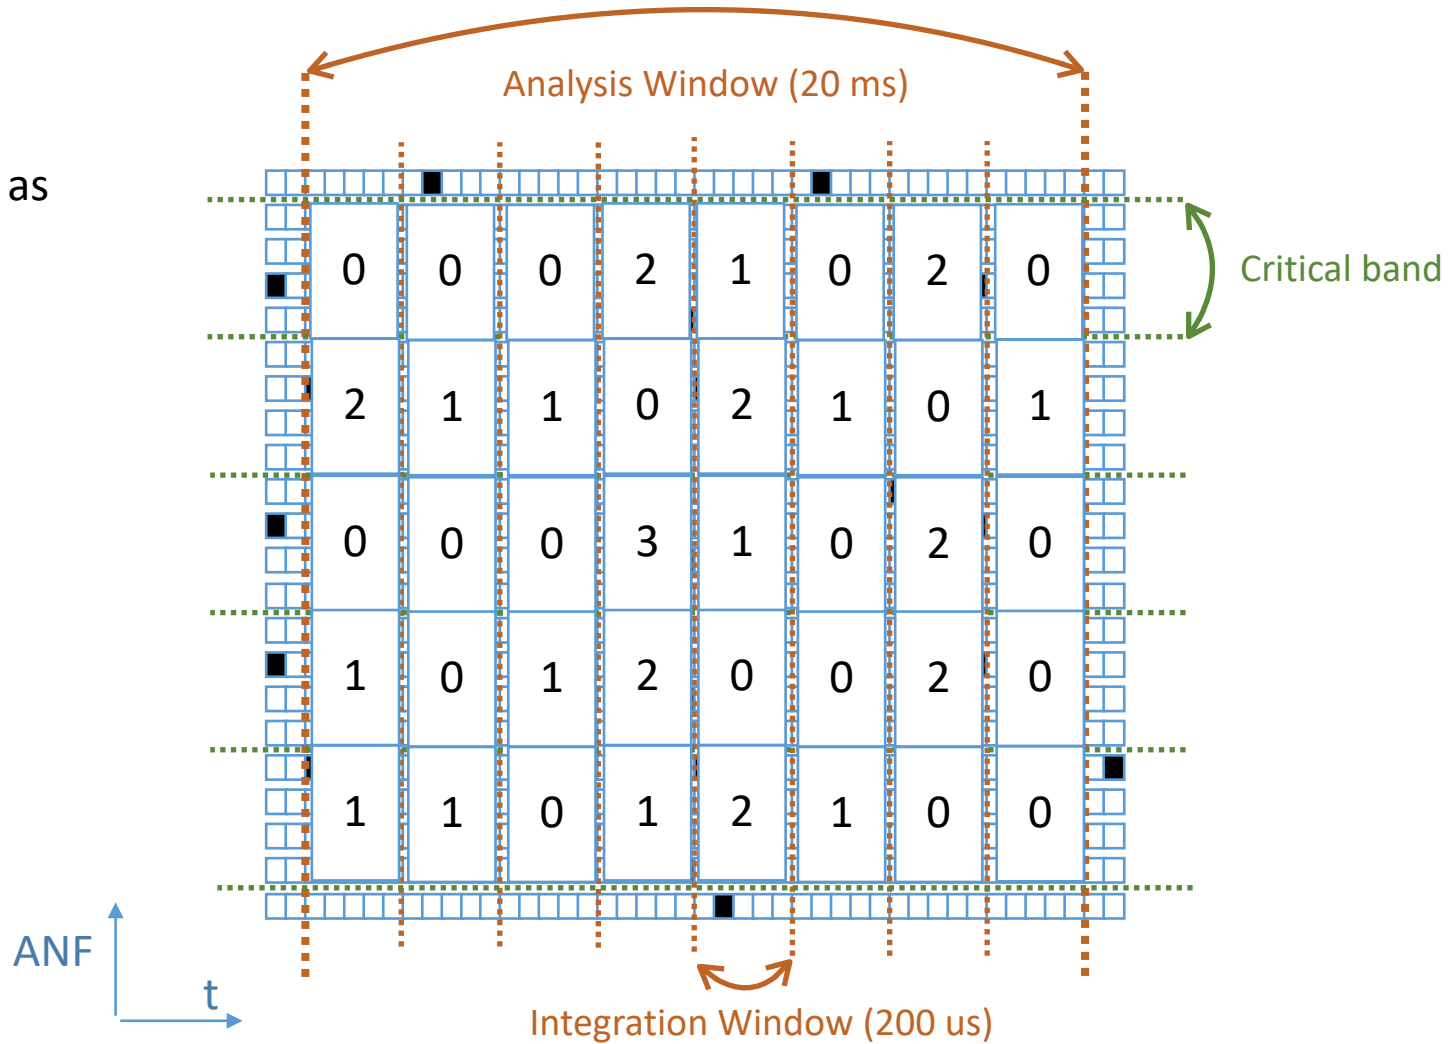 Analysis Window (20 ms)
as
0 0 0 2 1 0 2 0
Critical band
2 1 1 0 2 1 0 1
0 0 0 3 1 0 2 0
1 0 1 2 0 0 2 0
1 1 0 1 2 1 0 0
ANF
t
Integration Window (200 us)